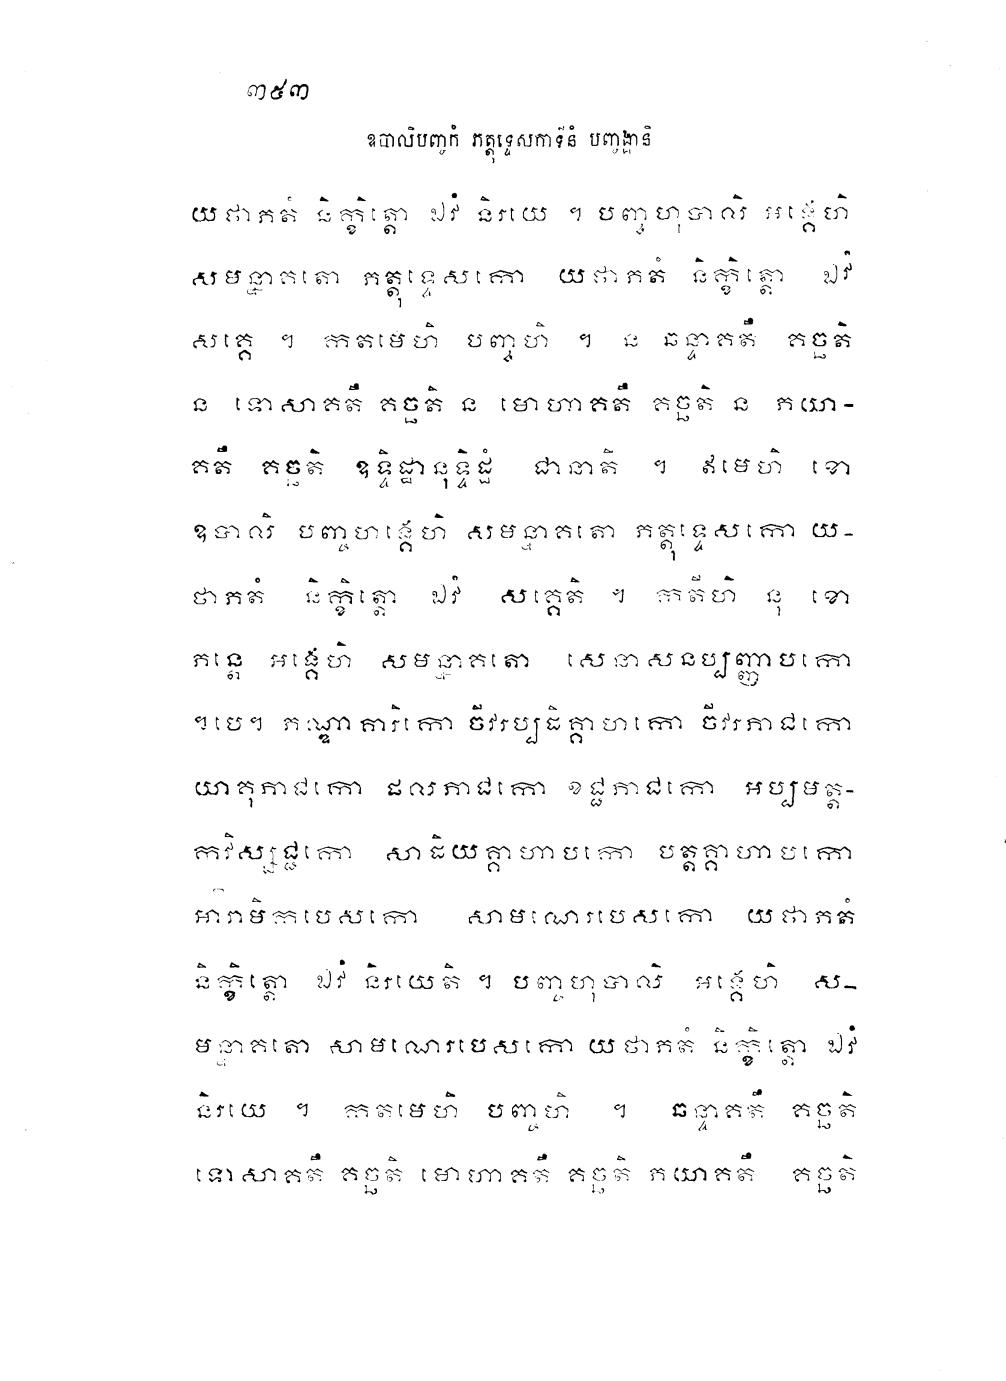 ៣៥៣
ឧបាលិបញ្ចកំ ភត្តុទ្ទេសកាទីនំ បញ្ចង្គានិ
យថាភតំ និក្ខិត្តោ ឯវំ និរយេ ។ បញ្ចហុបាលិ អង្គេហិ
សមន្នាគតោ ភត្តុទ្ទេសកោ យថាភតំ និក្ខិត្តោ ឯវំ
សគ្គេ ។ កតមេហិ បញ្ចហិ ។ ន ឆន្ទាគតឹ គច្ឆតិ
ន ទោសាគតឹ គច្ឆតិ ន មោហាគតឹ គច្ឆតិ ន ភយា-
គតឹ គច្ឆតិ ឧទ្ទិដ្ឋានុទ្ទិដ្ឋំ ជានាតិ ។ ឥមេហិ ខោ
ឧបាលិ បញ្ចហង្គេហិ សមន្នាគតោ ភត្តុទ្ទេសកោ យ-
ថាភតំ និក្ខិត្តោ ឯវំ សគ្គេតិ ។ កតីហិ នុ ខោ
ភន្តេ អង្គេហិ សមន្នាគតោ សេនាសនប្បញ្ញាបកោ
។បេ។ ភណ្ឌាគារិកោ ចីវរប្បដិគ្គាហកោ ចីវរភាជកោ
យាគុភាជកោ ផលភាជកោ ខជ្ជភាជកោ អប្បមត្ត-
កវិស្សជ្ជកោ សាដិយគ្គាហាបកោ បត្តគ្គាហាបកោ
អារាមិកបេសកោ សាមណេរបេសកោ យថាភតំ
និក្ខិត្តោ ឯវំ និរយេតិ ។ បញ្ចហុបាលិ អង្គេហិ ស-
មន្នាគតោ សាមណេរបេសកោ យថាភតំ និក្ខិត្តោ ឯវំ
និរយេ ។ កតមេហិ បញ្ចហិ ។ ឆន្ទាគតឹ គច្ឆតិ
ទោសាគតឹ គច្ឆតិ មោហាគតឹ គច្ឆតិ ភយាគតឹ គច្ឆតិ